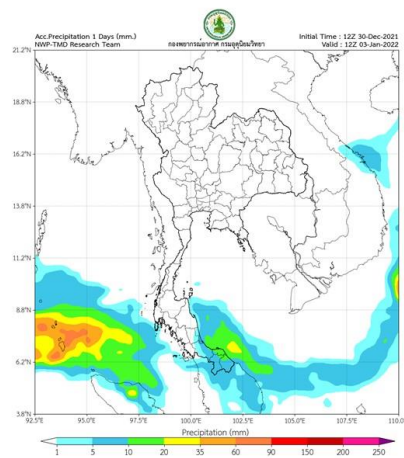 Acc.Precipitation 1 Days (mm.)
NWP-TMD Research Team
กองพยากรณ์อากาศ กรมอุตุนิยมวิทยา
Initial Time : 12Z 30-Dec-2021
Valid : 12Z 03-Jan-2022
21.2°N
18.8°N
16.2°N
13.8°N
11.2°N
8.8°N
6.2°N
3.8°N
92.5°E 95.0°E 97.5°E 100.0°E 102.5°E 105.0°E 107.5°E 110.0
Precipitation (mm)
1 5 10 20 35 60 90 150 200 250